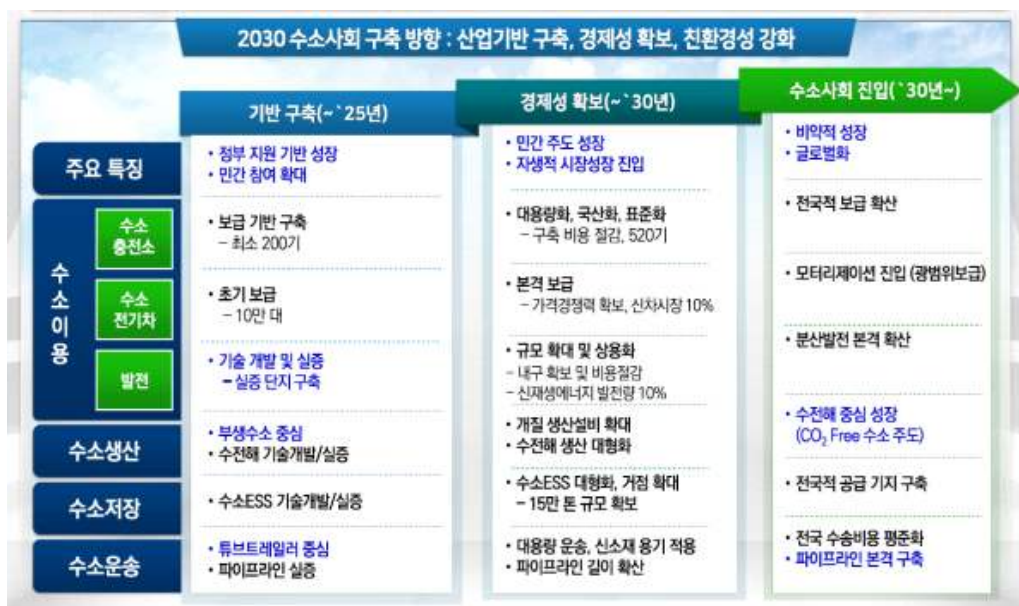 2030 수소사회 구축 방향 : 산업기반 구축, 경제성 확보, 친환경성 강화
기반 구축(~`25년)
경제성 확보(~`30년)
수소사회 진입(`30년~)
주요 특징
• 정부 지원 기반 성장
• 민간 참여 확대
• 민간 주도 성장
• 자생적 시장성장 진입
• 비약적 성장
• 글로벌화
수소이용
수소
충전소
• 보급 기반 구축
– 최소 200기
• 대용량화, 국산화, 표준화
– 구축 비용 절감, 520기
• 전국적 보급 확산
수소
전기차
• 초기 보급
– 10만 대
• 본격 보급
– 가격경쟁력 확보, 신차시장 10%
• 모터리제이션 진입 (광범위보급)
발전
• 기술 개발 및 실증
– 실증 단지 구축
• 규모 확대 및 상용화
– 내구 확보 및 비용절감
– 신재생에너지 발전량 10%
• 분산발전 본격 확산
수소생산
• 부생수소 중심
• 수전해 기술개발/실증
• 개질 생산설비 확대
• 수전해 생산 대형화
• 수전해 중심 성장
(CO₂ Free 수소 주도)
수소저장
• 수소ESS 기술개발/실증
• 수소ESS 대형화, 거점 확대
– 15만 톤 규모 확보
• 전국적 공급 기지 구축
수소운송
• 튜브트레일러 중심
• 파이프라인 실증
• 대용량 운송, 신소재 용기 적용
• 파이프라인 길이 확산
• 전국 수송비용 평준화
• 파이프라인 본격 구축